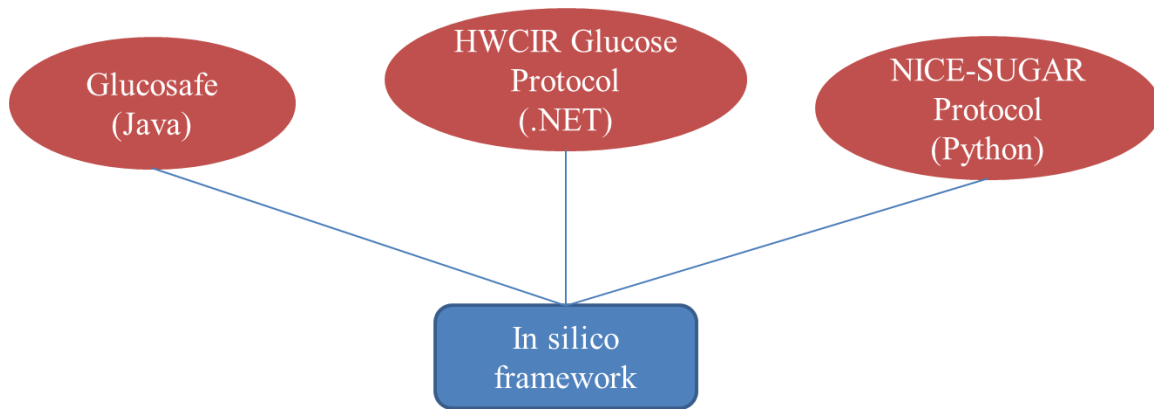 Glucosafe
(Java)
HWCIR Glucose
Protocol
(.NET)
NICE-SUGAR
Protocol
(Python)
In silico
framework